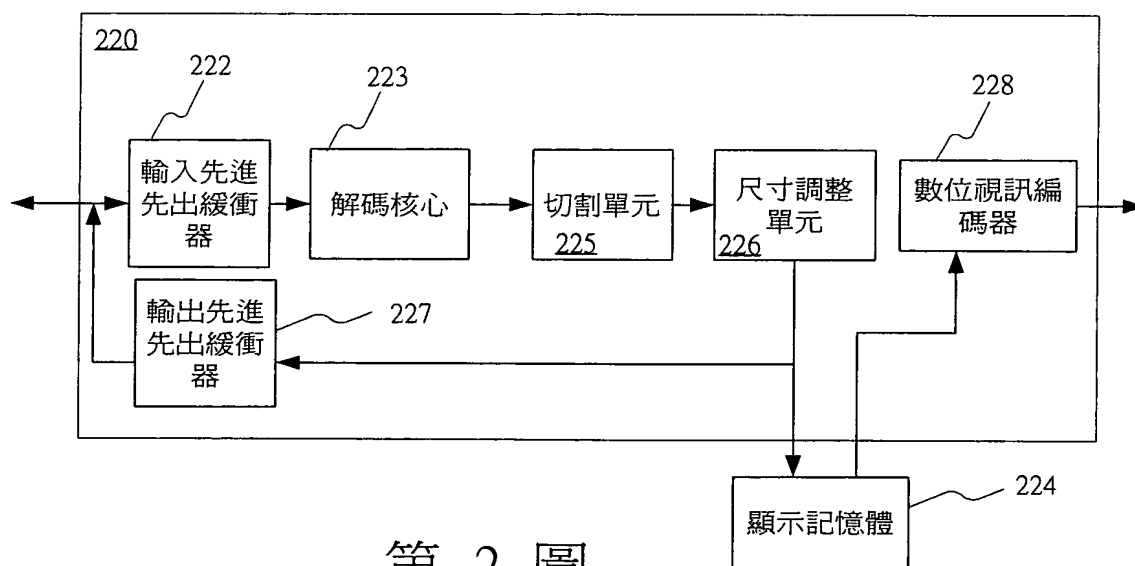 220
222
223
228
輸入先進
先出緩衝
器
解碼核心
切割單元
225
尺寸調整
單元
226
數位視訊編
碼器
輸出先進
先出緩衝
器
227
224
顯示記憶體
第 2 圖